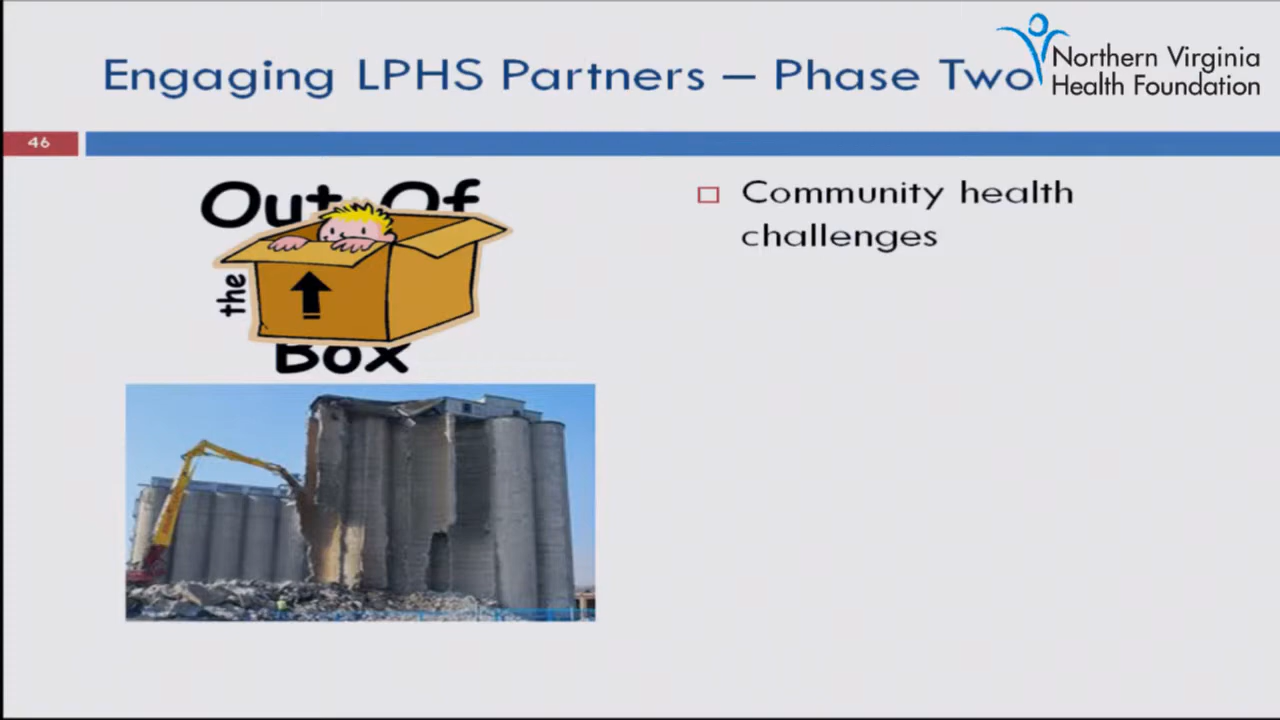 Engaging LPHS Partners – Phase Two
Northern Virginia
Health Foundation
46
Out Of
the
Box
Community health
challenges